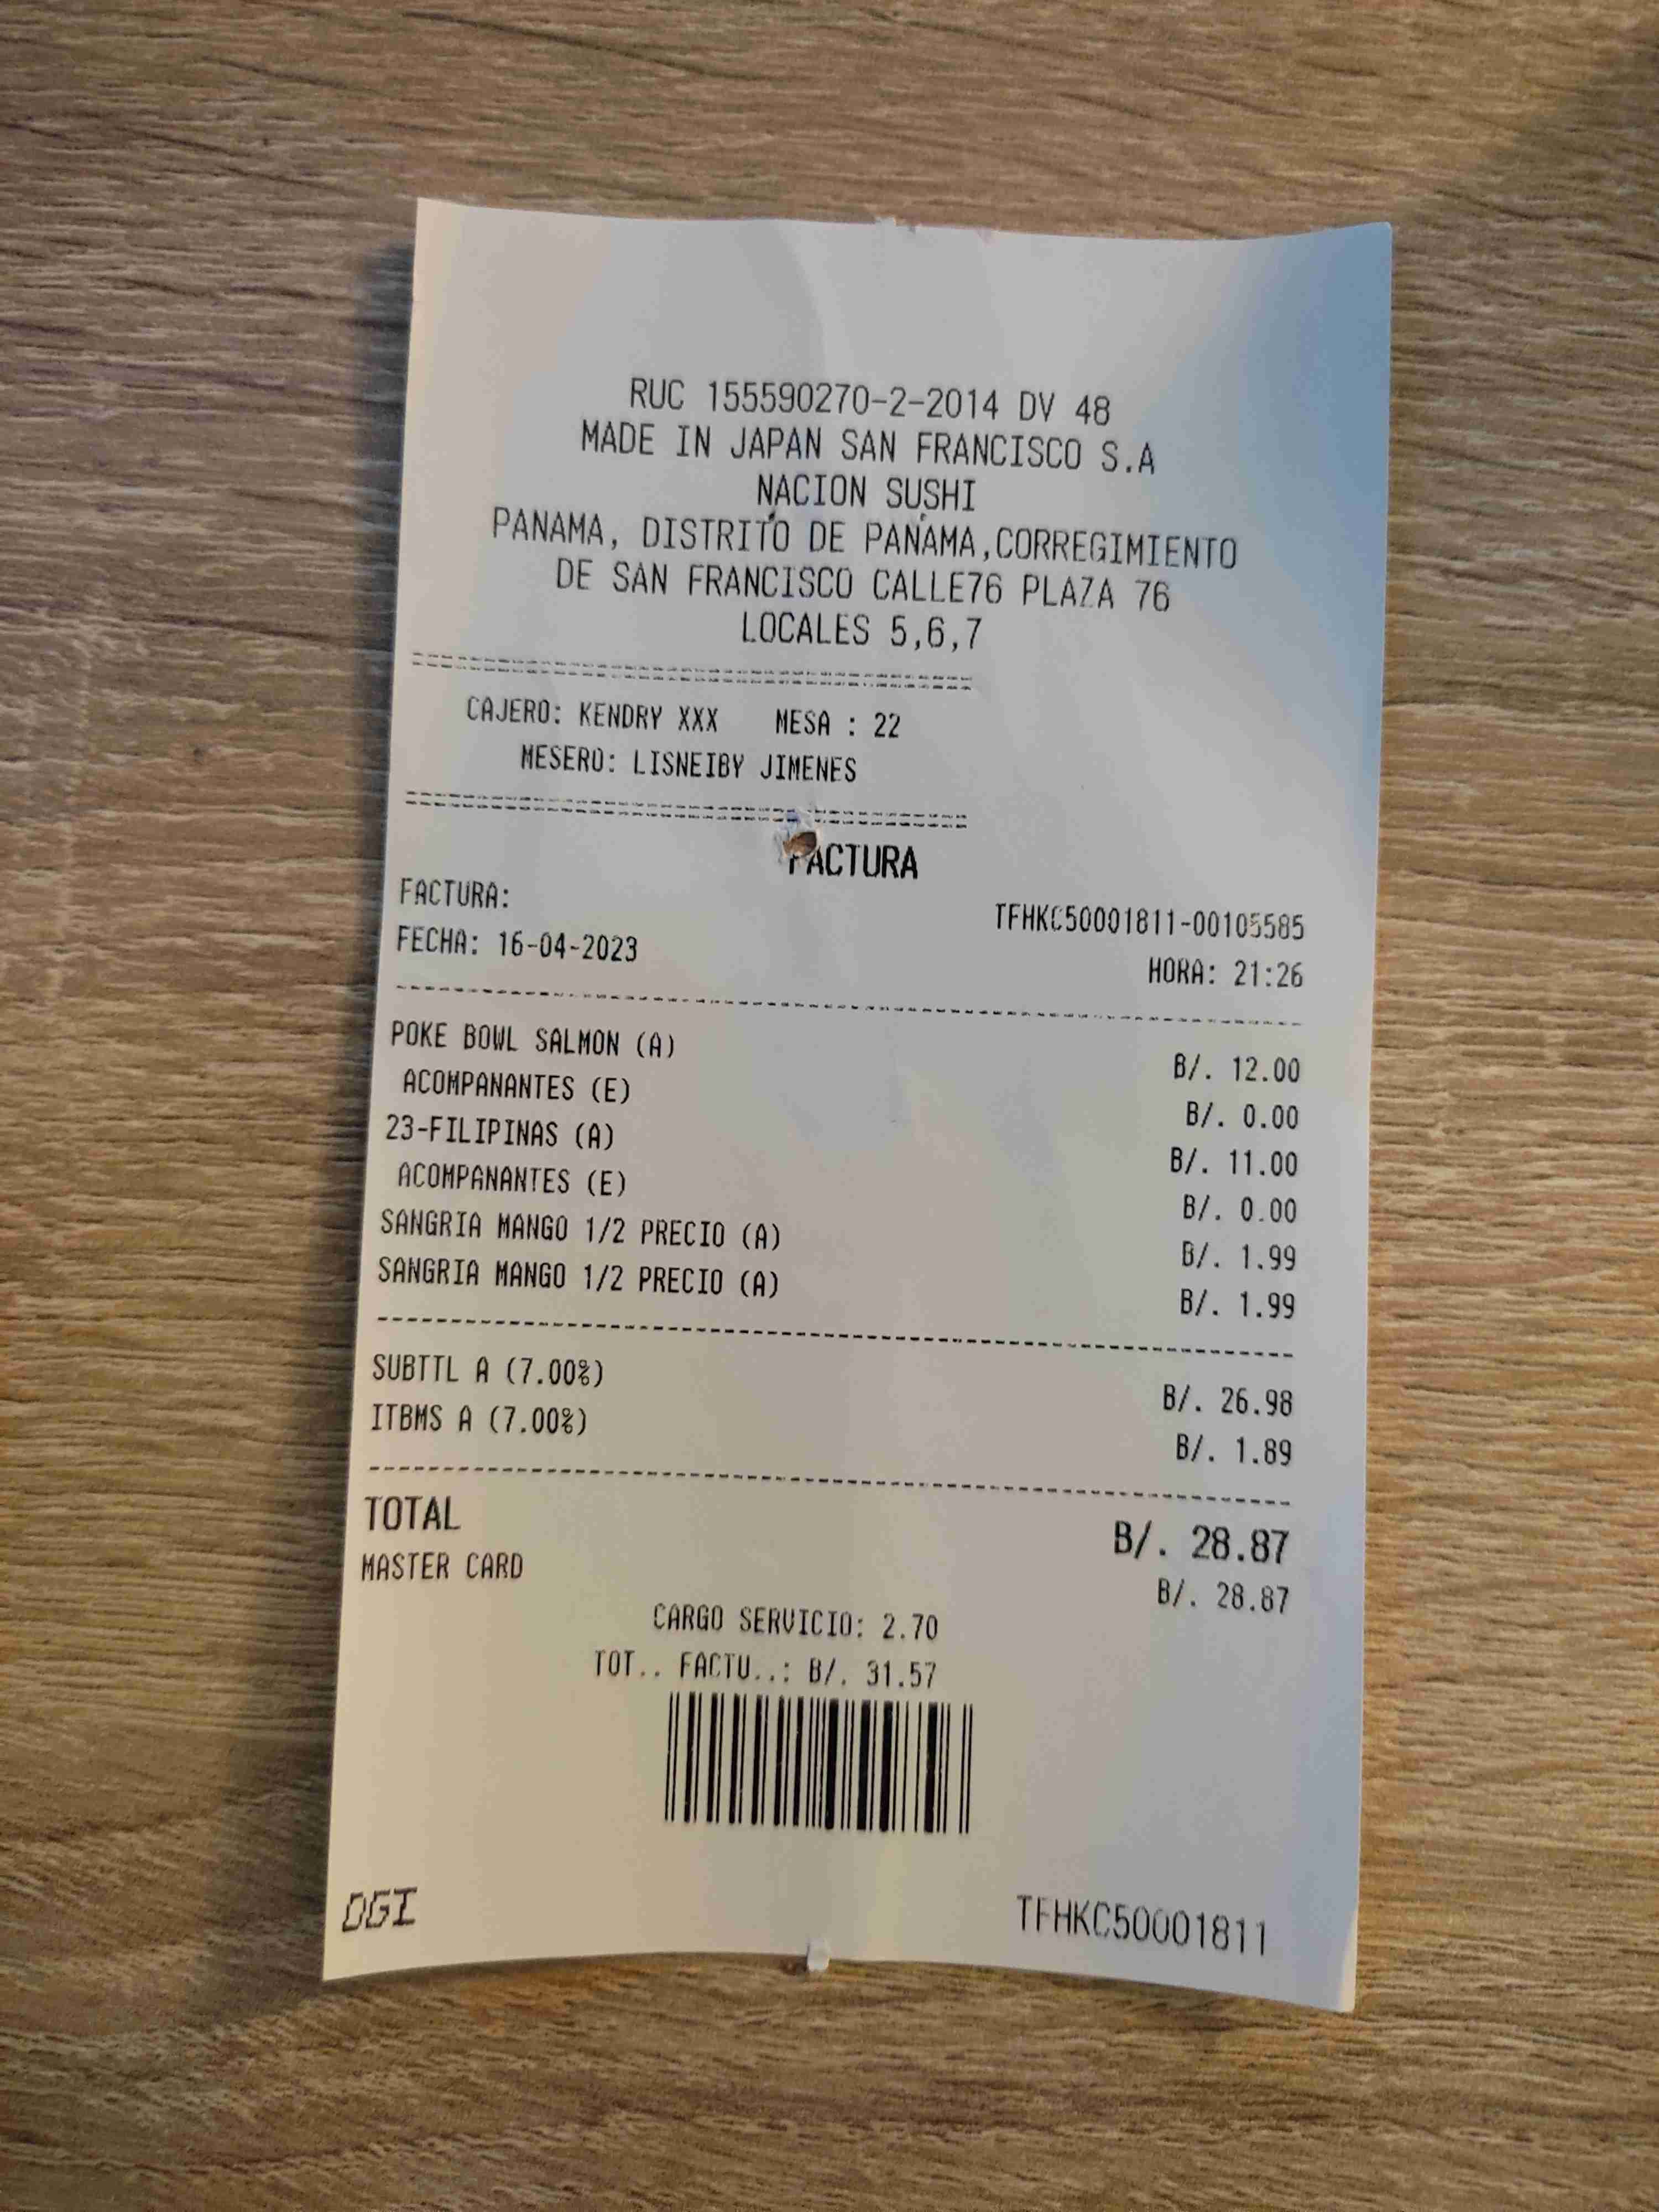 RUC 155590270-2-2014 DV 48
MADE IN JAPAN SAN FRANCISCO S.A
NACION SUSHI
PANAMA, DISTRITO DE PANAMA,CORREGIMIENTO
DE SAN FRANCISCO CALLE76 PLAZA 76
LOCALES 5,6,7
CAJERO: KENDRY XXX MESA : 22
MESERO: LISNEIBY JIMENES
FACTURA
FACTURA: TFHKC50001811-00105585
FECHA: 16-04-2023 HORA: 21:26
POKE BOWL SALMON (A) B/. 12.00
ACOMPANANTES (E) B/. 0.00
23-FILIPINAS (A) B/. 11.00
ACOMPANANTES (E) B/. 0.00
SANGRIA MANGO 1/2 PRECIO (A) B/. 1.99
SANGRIA MANGO 1/2 PRECIO (A) B/. 1.99
SUBTTL A (7.00%) B/. 26.98
ITBMS A (7.00%) B/. 1.89
TOTAL B/. 28.87
MASTER CARD B/. 28.87
CARGO SERVICIO: 2.70
TOT.. FACTU..: B/. 31.57
DGI TFHKC50001811